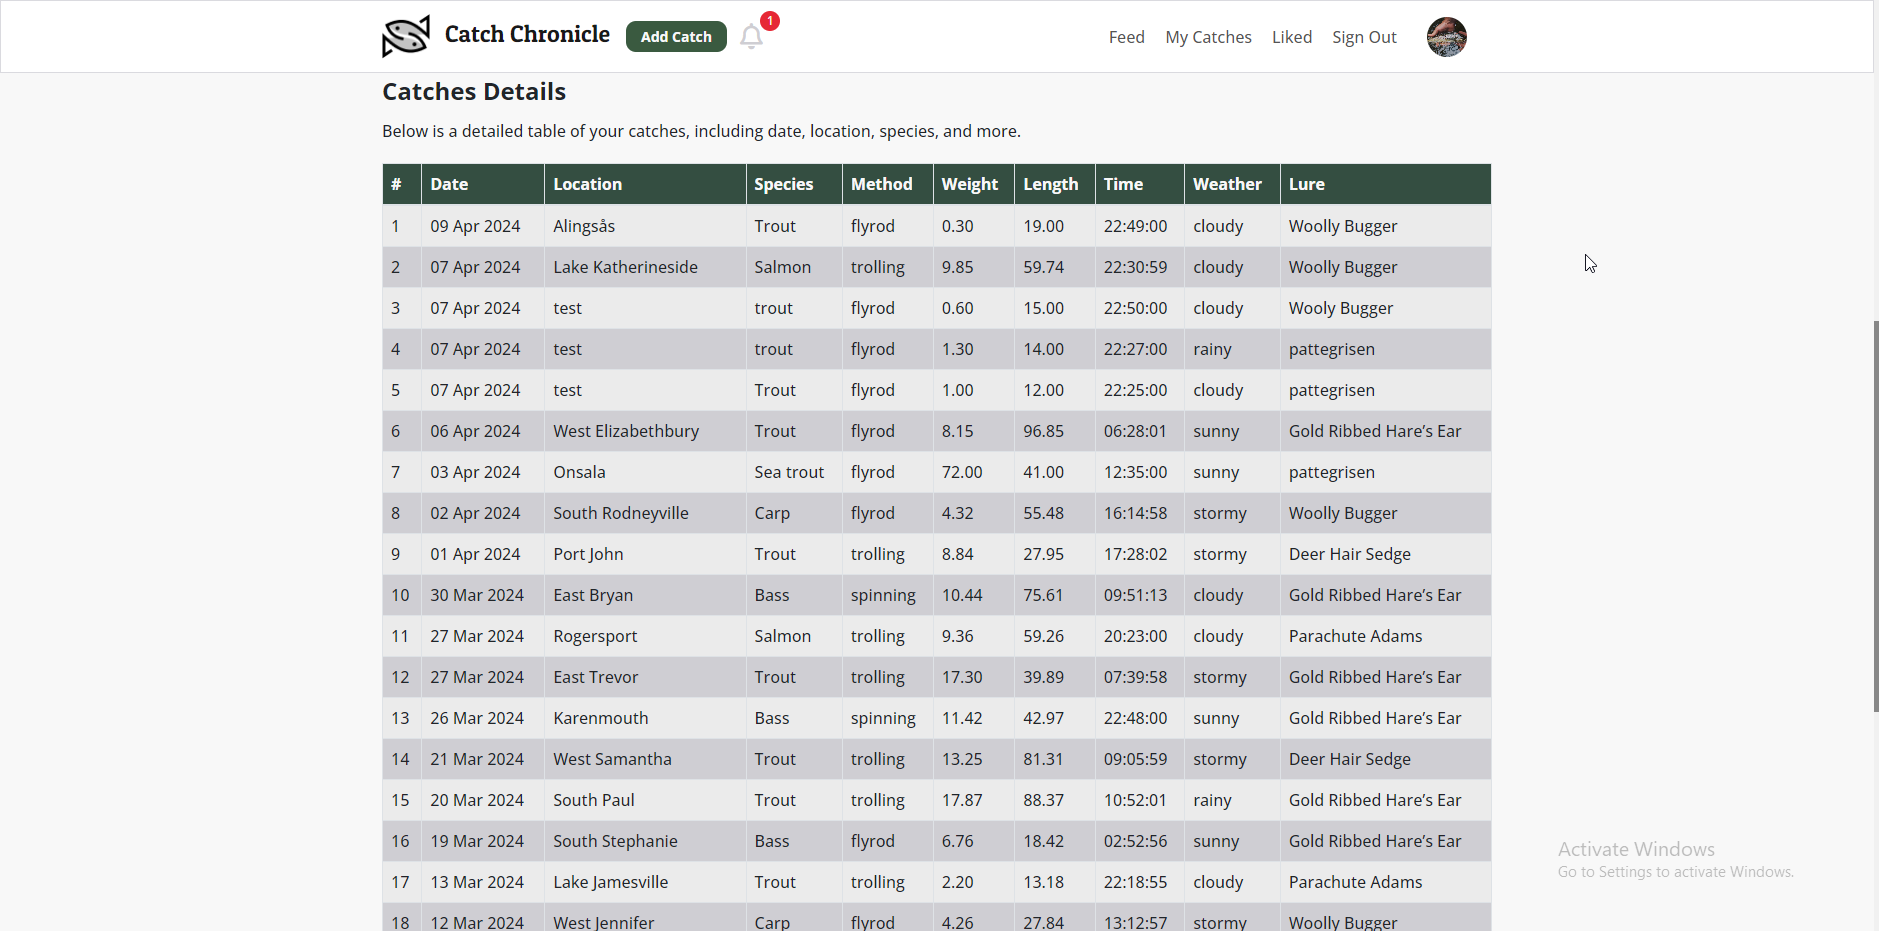 Catch Chronicle Add Catch 1 Feed My Catches Liked Sign Out
Catches Details
Below is a detailed table of your catches, including date, location, species, and more.
# Date Location Species Method Weight Length Time Weather Lure
1 09 Apr 2024 Alingsås Trout flyrod 0.30 19.00 22:49:00 cloudy Woolly Bugger
2 07 Apr 2024 Lake Katherineside Salmon trolling 9.85 59.74 22:30:59 cloudy Woolly Bugger
3 07 Apr 2024 test trout flyrod 0.60 15.00 22:50:00 cloudy Wooly Bugger
4 07 Apr 2024 test trout flyrod 1.30 14.00 22:27:00 rainy pattegrisen
5 07 Apr 2024 test Trout flyrod 1.00 12.00 22:25:00 cloudy pattegrisen
6 06 Apr 2024 West Elizabethbury Trout flyrod 8.15 96.85 06:28:01 sunny Gold Ribbed Hare’s Ear
7 03 Apr 2024 Onsala Sea trout flyrod 72.00 41.00 12:35:00 sunny pattegrisen
8 02 Apr 2024 South Rodneyville Carp flyrod 4.32 55.48 16:14:58 stormy Woolly Bugger
9 01 Apr 2024 Port John Trout trolling 8.84 27.95 17:28:02 stormy Deer Hair Sedge
10 30 Mar 2024 East Bryan Bass spinning 10.44 75.61 09:51:13 cloudy Gold Ribbed Hare’s Ear
11 27 Mar 2024 Rogersport Salmon trolling 9.36 59.26 20:23:00 cloudy Parachute Adams
12 27 Mar 2024 East Trevor Trout trolling 17.30 39.89 07:39:58 stormy Gold Ribbed Hare’s Ear
13 26 Mar 2024 Karenmouth Bass spinning 11.42 42.97 22:48:00 sunny Gold Ribbed Hare’s Ear
14 21 Mar 2024 West Samantha Trout trolling 13.25 81.31 09:05:59 stormy Deer Hair Sedge
15 20 Mar 2024 South Paul Trout trolling 17.87 88.37 10:52:01 rainy Gold Ribbed Hare’s Ear
16 19 Mar 2024 South Stephanie Bass flyrod 6.76 18.42 02:52:56 sunny Gold Ribbed Hare’s Ear
17 13 Mar 2024 Lake Jamesville Trout trolling 2.20 13.18 22:18:55 cloudy Parachute Adams
18 12 Mar 2024 West Jennifer Carp flyrod 4.26 27.84 13:12:57 stormy Woolly Bugger
Activate Windows
Go to Settings to activate Windows.